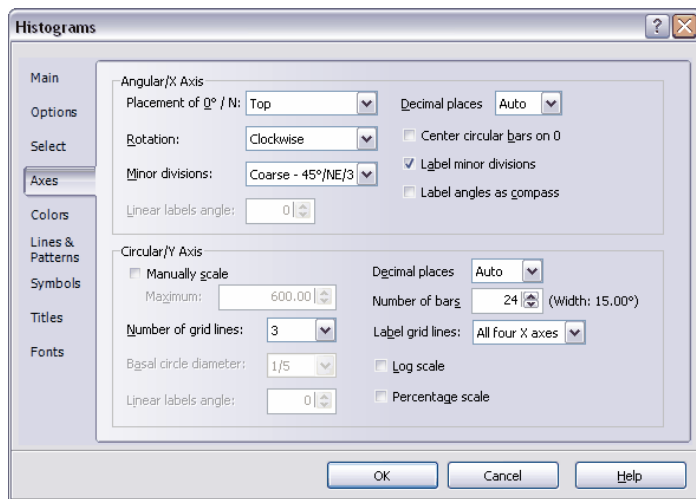 Histograms
?
Main
Options
Select
Axes
Colors
Lines &
Patterns
Symbols
Titles
Fonts
Angular/X Axis
Placement of 0° / N: Top
Decimal places Auto
Center circular bars on 0
Rotation: Clockwise
Label minor divisions
Minor divisions: Coarse - 45°/NE/3
Label angles as compass
Linear labels angle: 0
Circular/Y Axis
Manually scale
Decimal places Auto
Maximum: 600.00
Number of bars 24 (Width: 15.00°)
Number of grid lines: 3
Label grid lines: All four X axes
Basal circle diameter: 1/5
Log scale
Linear labels angle: 0
Percentage scale
OK
Cancel
Help